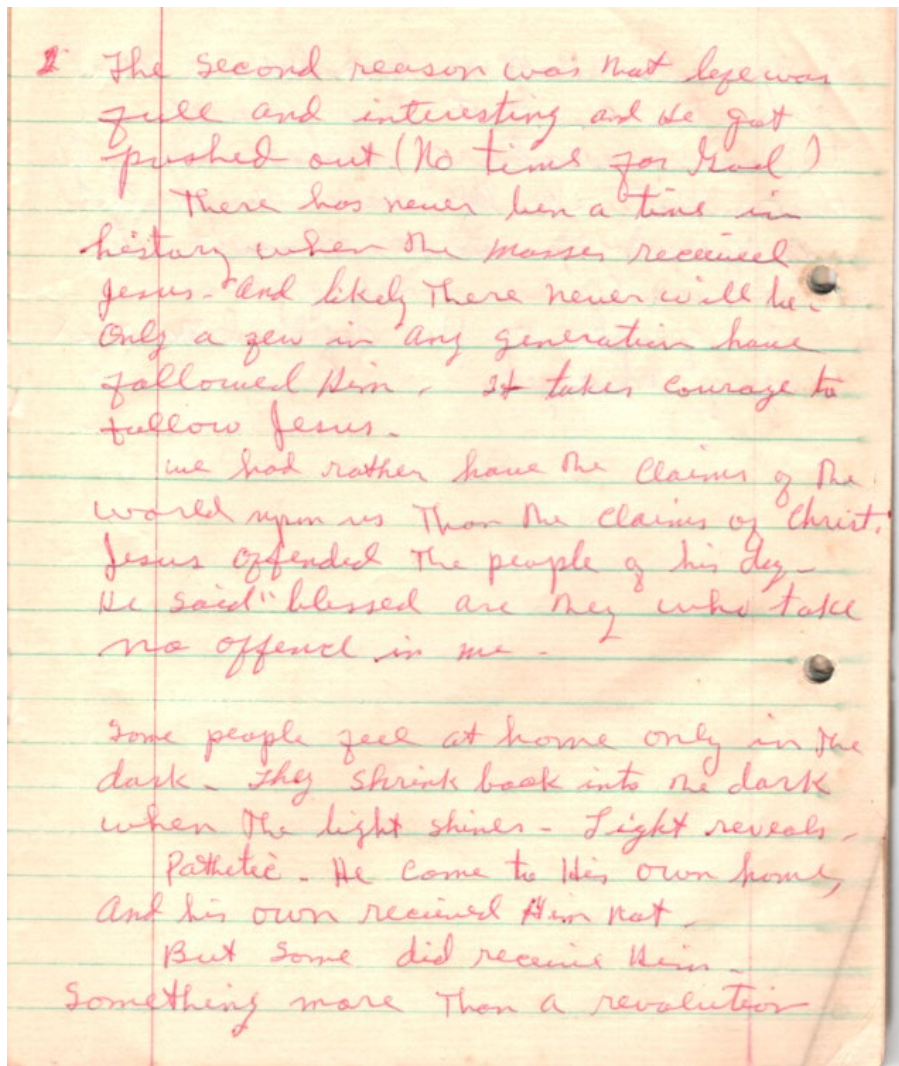 2 The second reason was that life was
full and interesting and He got
pushed out (No time for God)
There has never been a time in
history when the masses received
Jesus. And likely There never will be.
Only a few in any generation have
followed Him. It takes courage to
follow Jesus.
we had rather have the claims of the
world upon us Than the claims of Christ.
Jesus offended the people of his day.
He said "blessed are they who take
no offend in me.
Some people feel at home only in the
dark. They shrink back into the dark
when the light shines - Light reveals.
Pathetic. He came to His own home,
And his own received Him not.
But some did receive Him.
Something more Than a revolution